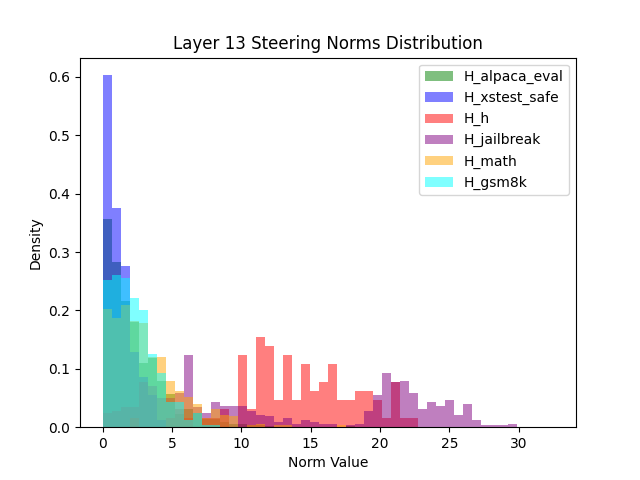 Layer 13 Steering Norms Distribution
H_alpaca_eval
H_xstest_safe
H_h
H_jailbreak
H_math
H_gsm8k
0.6
0.5
0.4
0.3
0.2
0.1
0.0
Density
0 5 10 15 20 25 30
Norm Value